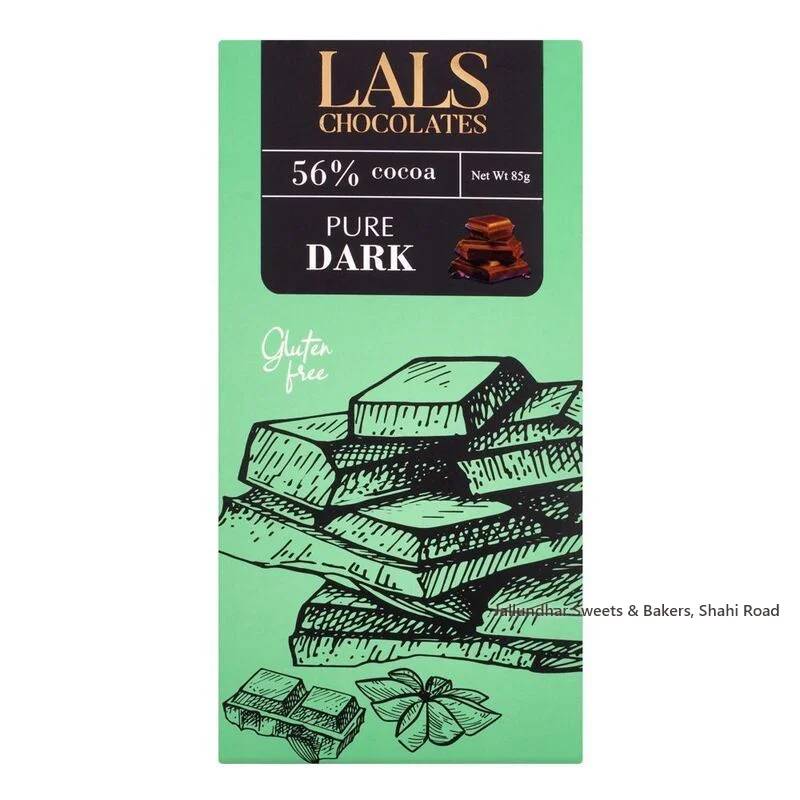 LALS
CHOCOLATES
56% cocoa
Net Wt 85g
PURE
DARK
Gluten
free
Jallundhar Sweets & Bakers, Shahi Road